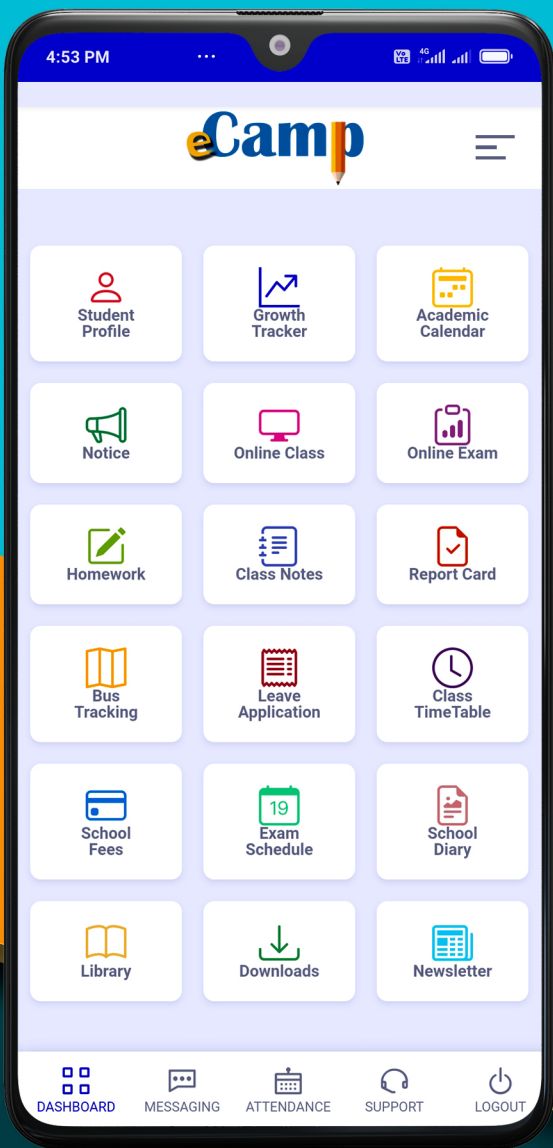 4:53 PM
Vo LTE 4G
eCamp
Student Profile
Growth Tracker
Academic Calendar
Notice
Online Class
Online Exam
Homework
Class Notes
Report Card
Bus Tracking
Leave Application
Class TimeTable
School Fees
19
Exam Schedule
School Diary
Library
Downloads
Newsletter
DASHBOARD
MESSAGING
ATTENDANCE
SUPPORT
LOGOUT